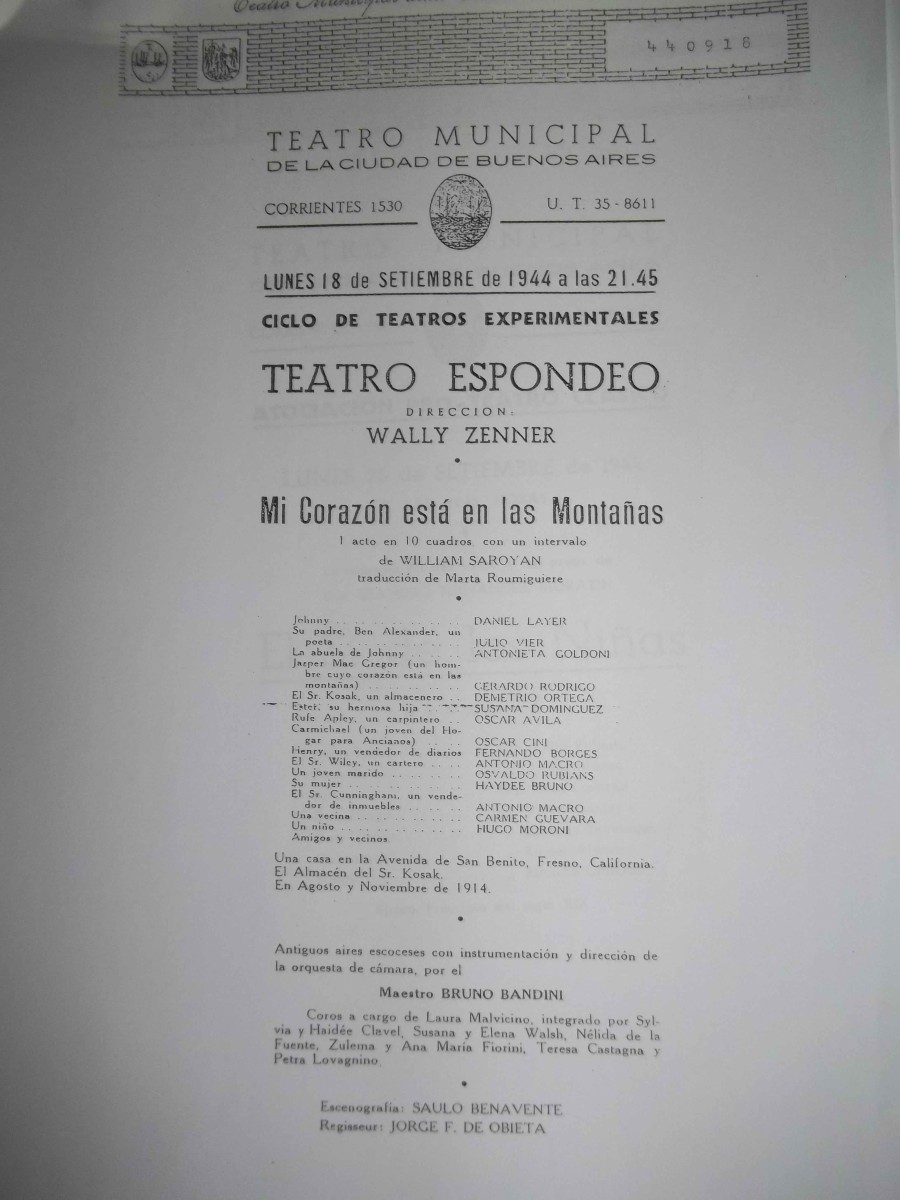 Teatro Municipal
440918
TEATRO MUNICIPAL
DE LA CIUDAD DE BUENOS AIRES
CORRIENTES 1530
U. T. 35 - 8611
LUNES 18 de SETIEMBRE de 1944 a las 21.45
CICLO DE TEATROS EXPERIMENTALES
TEATRO ESPONDEO
DIRECCION:
WALLY ZENNER
Mi Corazón está en las Montañas
1 acto en 10 cuadros con un intervalo
de WILLIAM SAROYAN
traducción de Marta Roumiguiere
Johnny . . . . . . . . . . . . . DANIEL LAYER
Su padre, Ben Alexander, un
poeta . . . . . . . . . . . . . JULIO VIER
La abuela de Johnny . . . . . . ANTONIETA GOLDONI
Jasper Mac Gregor (un hom-
bre cuyo corazón está en las
montañas) . . . . . . . . . . GERARDO RODRIGO
El Sr. Kosak, un almacenero . . DEMETRIO ORTEGA
Ester, su hermosa hija . . . . SUSANA DOMINGUEZ
Rufe Apley, un carpintero . . OSCAR AVILA
Carmichael (un joven del Ho-
gar para Ancianos) . . . . OSCAR CINI
Henry, un vendedor de diarios FERNANDO BORGES
El Sr. Wiley, un cartero . . . . ANTONIO MACRO
Un joven marido . . . . . . . . OSVALDO RUBIANS
Su mujer . . . . . . . . . . . . HAYDEE BRUNO
El Sr. Cunningham, un vende-
dor de inmuebles . . . . . . ANTONIO MACRO
Una vecina . . . . . . . . . . . CARMEN GUEVARA
Un niño . . . . . . . . . . . . . HUGO MORONI
Amigos y vecinos.
Una casa en la Avenida de San Benito, Fresno, California.
El Almacén del Sr. Kosak.
En Agosto y Noviembre de 1914.
Antiguos aires escoceses con instrumentación y dirección de
la orquesta de cámara, por el
Maestro BRUNO BANDINI
Coros a cargo de Laura Malvicino, integrado por Syl-
via y Haidée Clavel, Susana y Elena Walsh, Nélida de la
Fuente, Zulema y Ana María Fiorini, Teresa Castagna y
Petra Lovagnino.
Escenografía: SAULO BENAVENTE
Regisseur: JORGE F. DE OBIETA